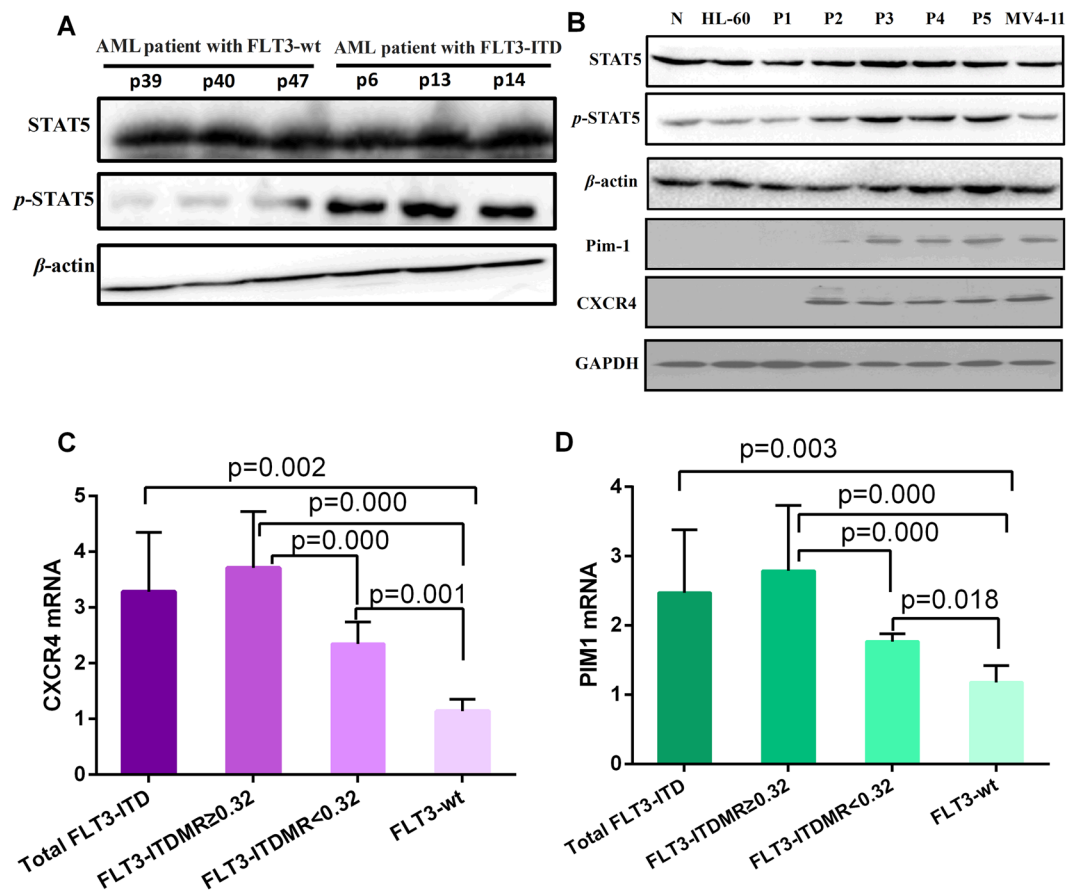 A
AML patient with FLT3-wt AML patient with FLT3-ITD
p39 p40 p47 p6 p13 p14
STAT5
p-STAT5
β-actin
B
N HL-60 P1 P2 P3 P4 P5 MV4-11
STAT5
p-STAT5
β-actin
Pim-1
CXCR4
GAPDH
C
p=0.002
p=0.000
p=0.000
p=0.001
CXCR4 mRNA
5
4
3
2
1
0
Total FLT3-ITD
FLT3-ITDMR≥0.32
FLT3-ITDMR<0.32
FLT3-wt
D
p=0.003
p=0.000
p=0.000
p=0.018
PIM1 mRNA
4
3
2
1
0
Total FLT3-ITD
FLT3-ITDMR≥0.32
FLT3-ITDMR<0.32
FLT3-wt